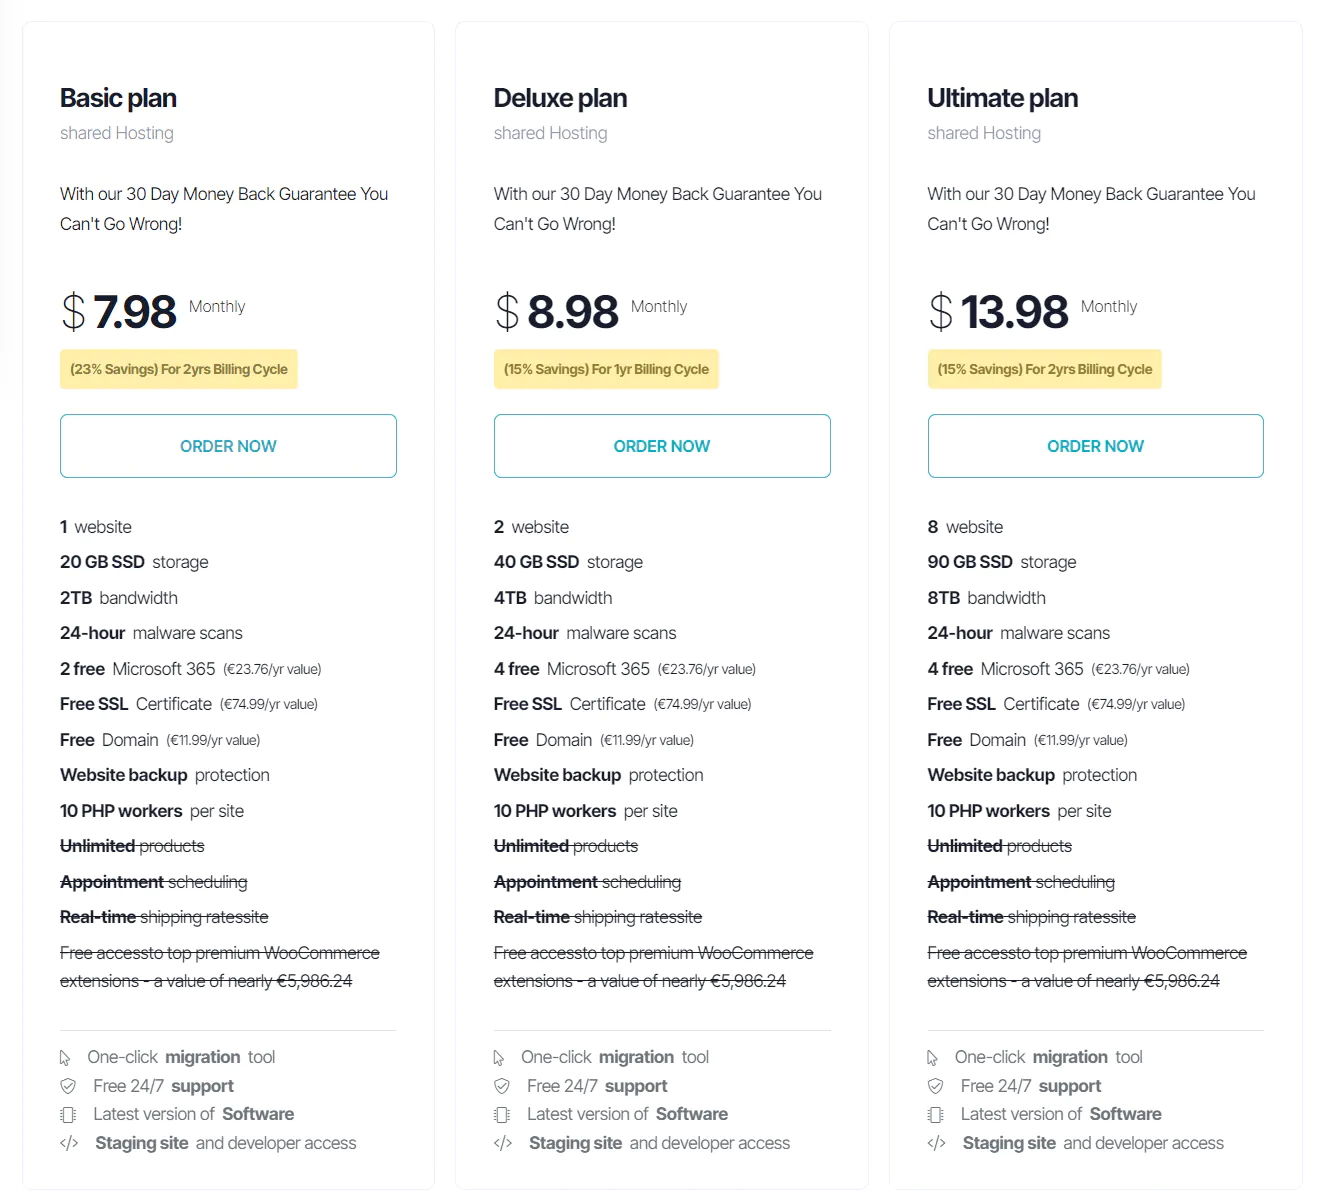 Basic plan
shared Hosting
With our 30 Day Money Back Guarantee You
Can't Go Wrong!
$ 7.98 Monthly
(23% Savings) For 2yrs Billing Cycle
ORDER NOW
1 website
20 GB SSD storage
2TB bandwidth
24-hour malware scans
2 free Microsoft 365 (€23.76/yr value)
Free SSL Certificate (€74.99/yr value)
Free Domain (€11.99/yr value)
Website backup protection
10 PHP workers per site
Unlimited products
Appointment scheduling
Real-time shipping ratessite
Free accessto top premium WooCommerce
extensions - a value of nearly €5,986.24
One-click migration tool
Free 24/7 support
Latest version of Software
Staging site and developer access
Deluxe plan
shared Hosting
With our 30 Day Money Back Guarantee You
Can't Go Wrong!
$ 8.98 Monthly
(15% Savings) For 1yr Billing Cycle
ORDER NOW
2 website
40 GB SSD storage
4TB bandwidth
24-hour malware scans
4 free Microsoft 365 (€23.76/yr value)
Free SSL Certificate (€74.99/yr value)
Free Domain (€11.99/yr value)
Website backup protection
10 PHP workers per site
Unlimited products
Appointment scheduling
Real-time shipping ratessite
Free accessto top premium WooCommerce
extensions - a value of nearly €5,986.24
One-click migration tool
Free 24/7 support
Latest version of Software
Staging site and developer access
Ultimate plan
shared Hosting
With our 30 Day Money Back Guarantee You
Can't Go Wrong!
$ 13.98 Monthly
(15% Savings) For 2yrs Billing Cycle
ORDER NOW
8 website
90 GB SSD storage
8TB bandwidth
24-hour malware scans
4 free Microsoft 365 (€23.76/yr value)
Free SSL Certificate (€74.99/yr value)
Free Domain (€11.99/yr value)
Website backup protection
10 PHP workers per site
Unlimited products
Appointment scheduling
Real-time shipping ratessite
Free accessto top premium WooCommerce
extensions - a value of nearly €5,986.24
One-click migration tool
Free 24/7 support
Latest version of Software
Staging site and developer access